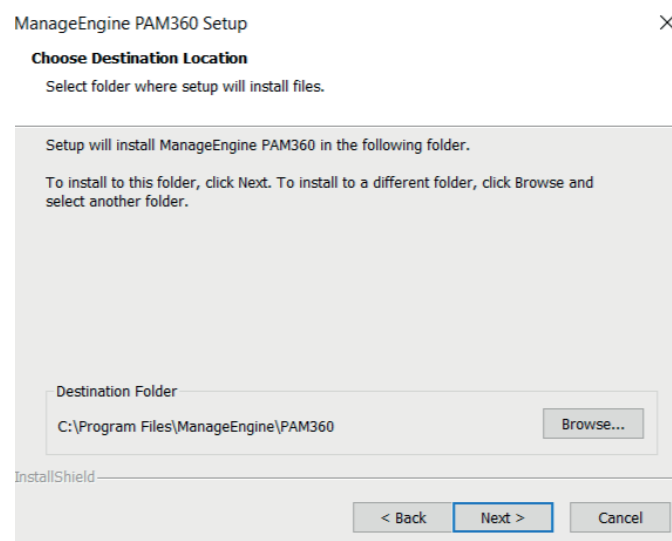 ManageEngine PAM360 Setup
Choose Destination Location
Select folder where setup will install files.
Setup will install ManageEngine PAM360 in the following folder.
To install to this folder, click Next. To install to a different folder, click Browse and
select another folder.
Destination Folder
C:\Program Files\ManageEngine\PAM360
Browse...
InstallShield
< Back
Next >
Cancel